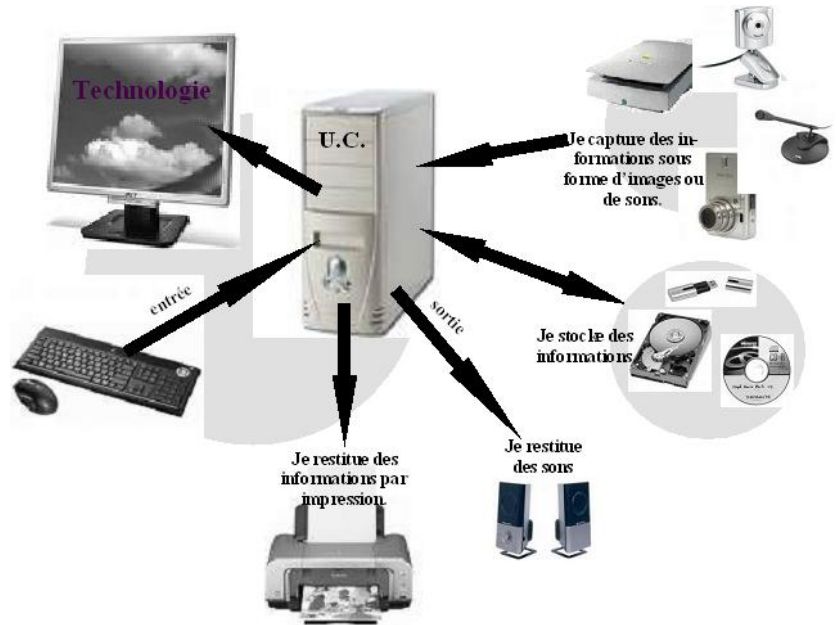 Technologie
U.C.
Je capture des in-
formations sous
forme d'images ou
de sons.
entrée
sortie
Je stocke des
informations
Je restitue des
informations par
impression.
Je restitue
des sons